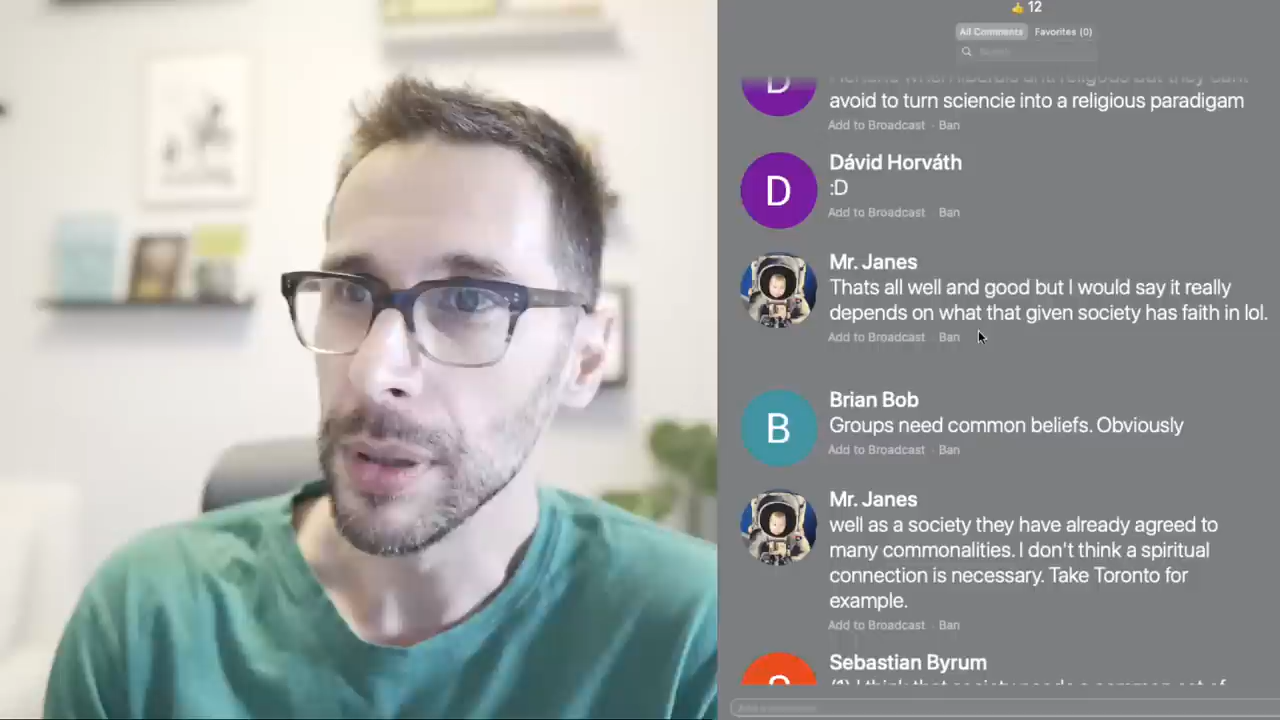 👍 12
All Comments Favorites (0)
Search
avoid to turn sciencie into a religious paradigam
Add to Broadcast · Ban
D
Dávid Horváth
:D
Add to Broadcast · Ban
Mr. Janes
Thats all well and good but I would say it really
depends on what that given society has faith in lol.
Add to Broadcast · Ban
B
Brian Bob
Groups need common beliefs. Obviously
Add to Broadcast · Ban
Mr. Janes
well as a society they have already agreed to
many commonalities. I don't think a spiritual
connection is necessary. Take Toronto for
example.
Add to Broadcast · Ban
Sebastian Byrum